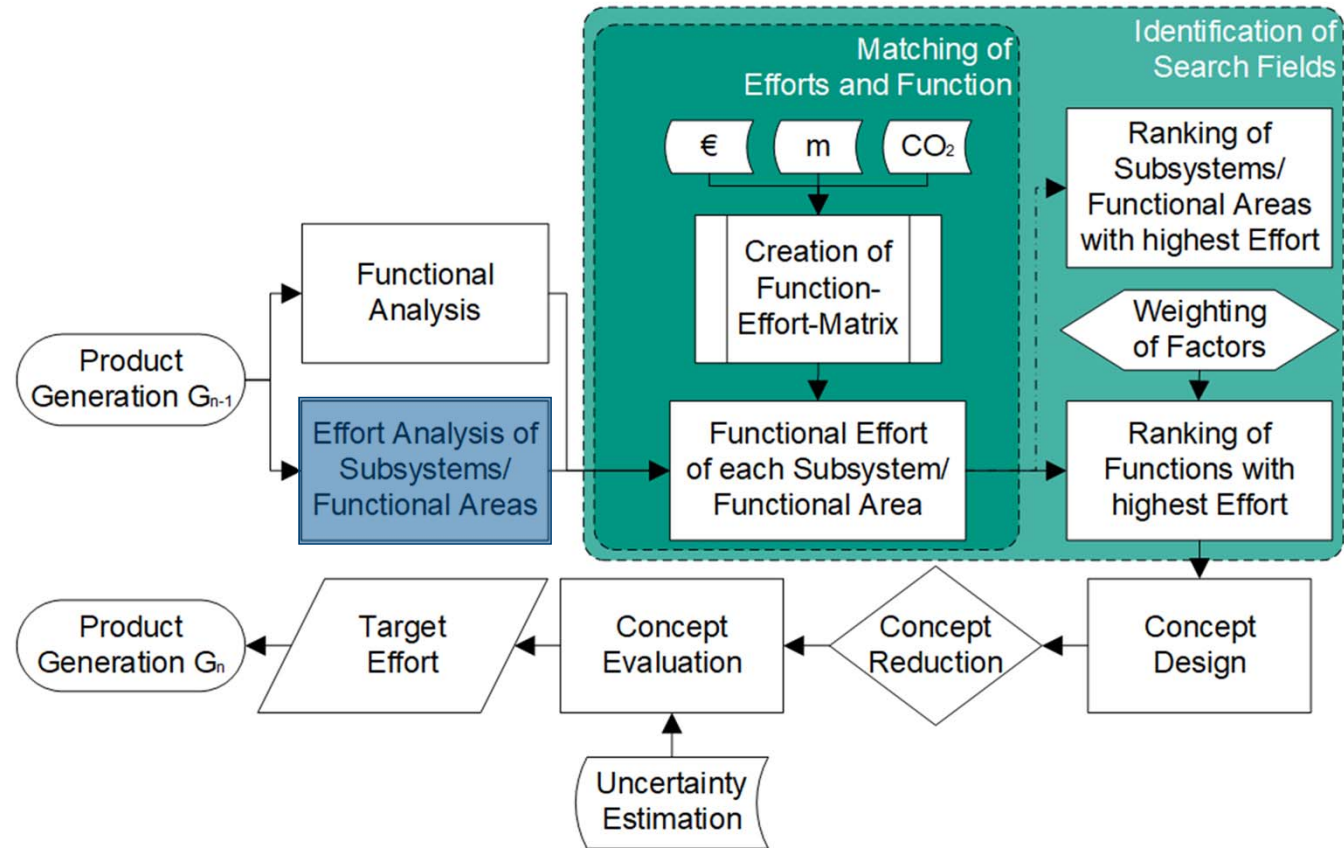 Identification of
Search Fields
Matching of
Efforts and Function
€
m
CO₂
Ranking of
Subsystems/
Functional Areas
with highest Effort
Creation of
Function-
Effort-Matrix
Functional
Analysis
Weighting
of Factors
Product
Generation Gₙ₋₁
Effort Analysis of
Subsystems/
Functional Areas
Functional Effort
of each Subsystem/
Functional Area
Ranking of
Functions with
highest Effort
Product
Generation Gₙ
Target
Effort
Concept
Evaluation
Concept
Reduction
Concept
Design
Uncertainty
Estimation